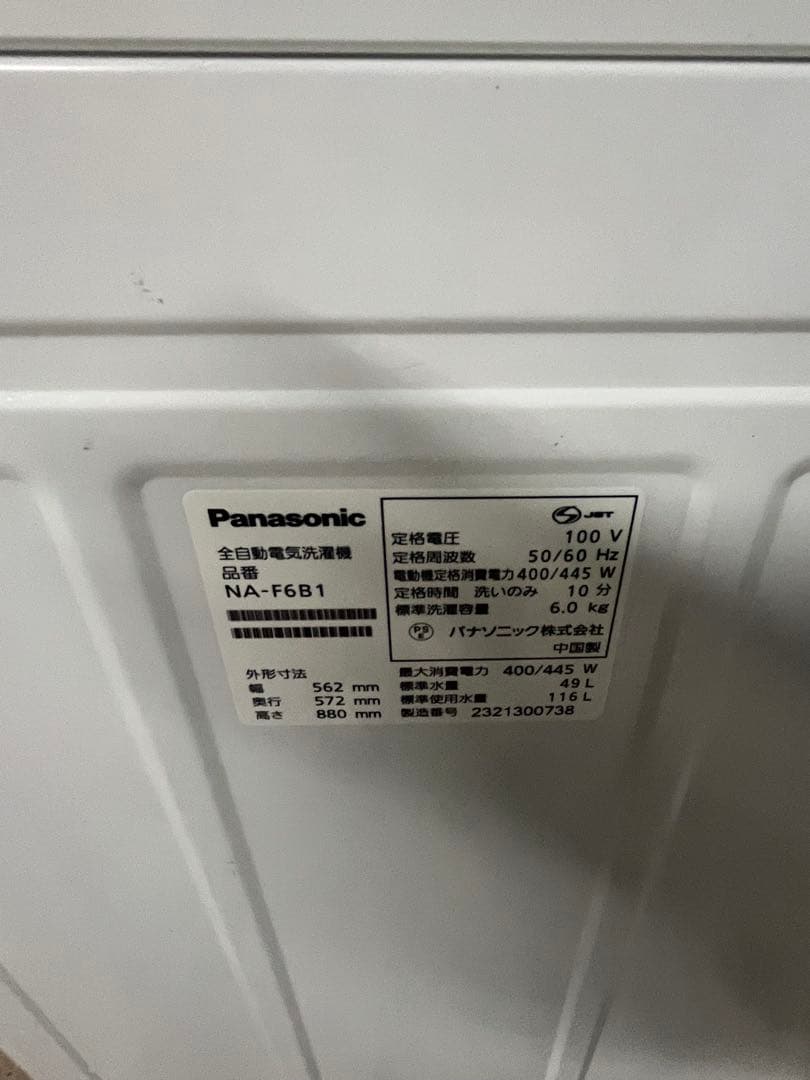 Panasonic
全自動電気洗濯機
品番
NA-F6B1
JET
定格電圧 100 V
定格周波数 50/60 Hz
電動機定格消費電力 400/445 W
定格時間 洗いのみ 10 分
標準洗濯容量 6.0 kg
PSE パナソニック株式会社
中国製
外形寸法
幅 562 mm
奥行 572 mm
高さ 880 mm
最大消費電力 400/445 W
標準水量 49 L
標準使用水量 116 L
製造番号 2321300738